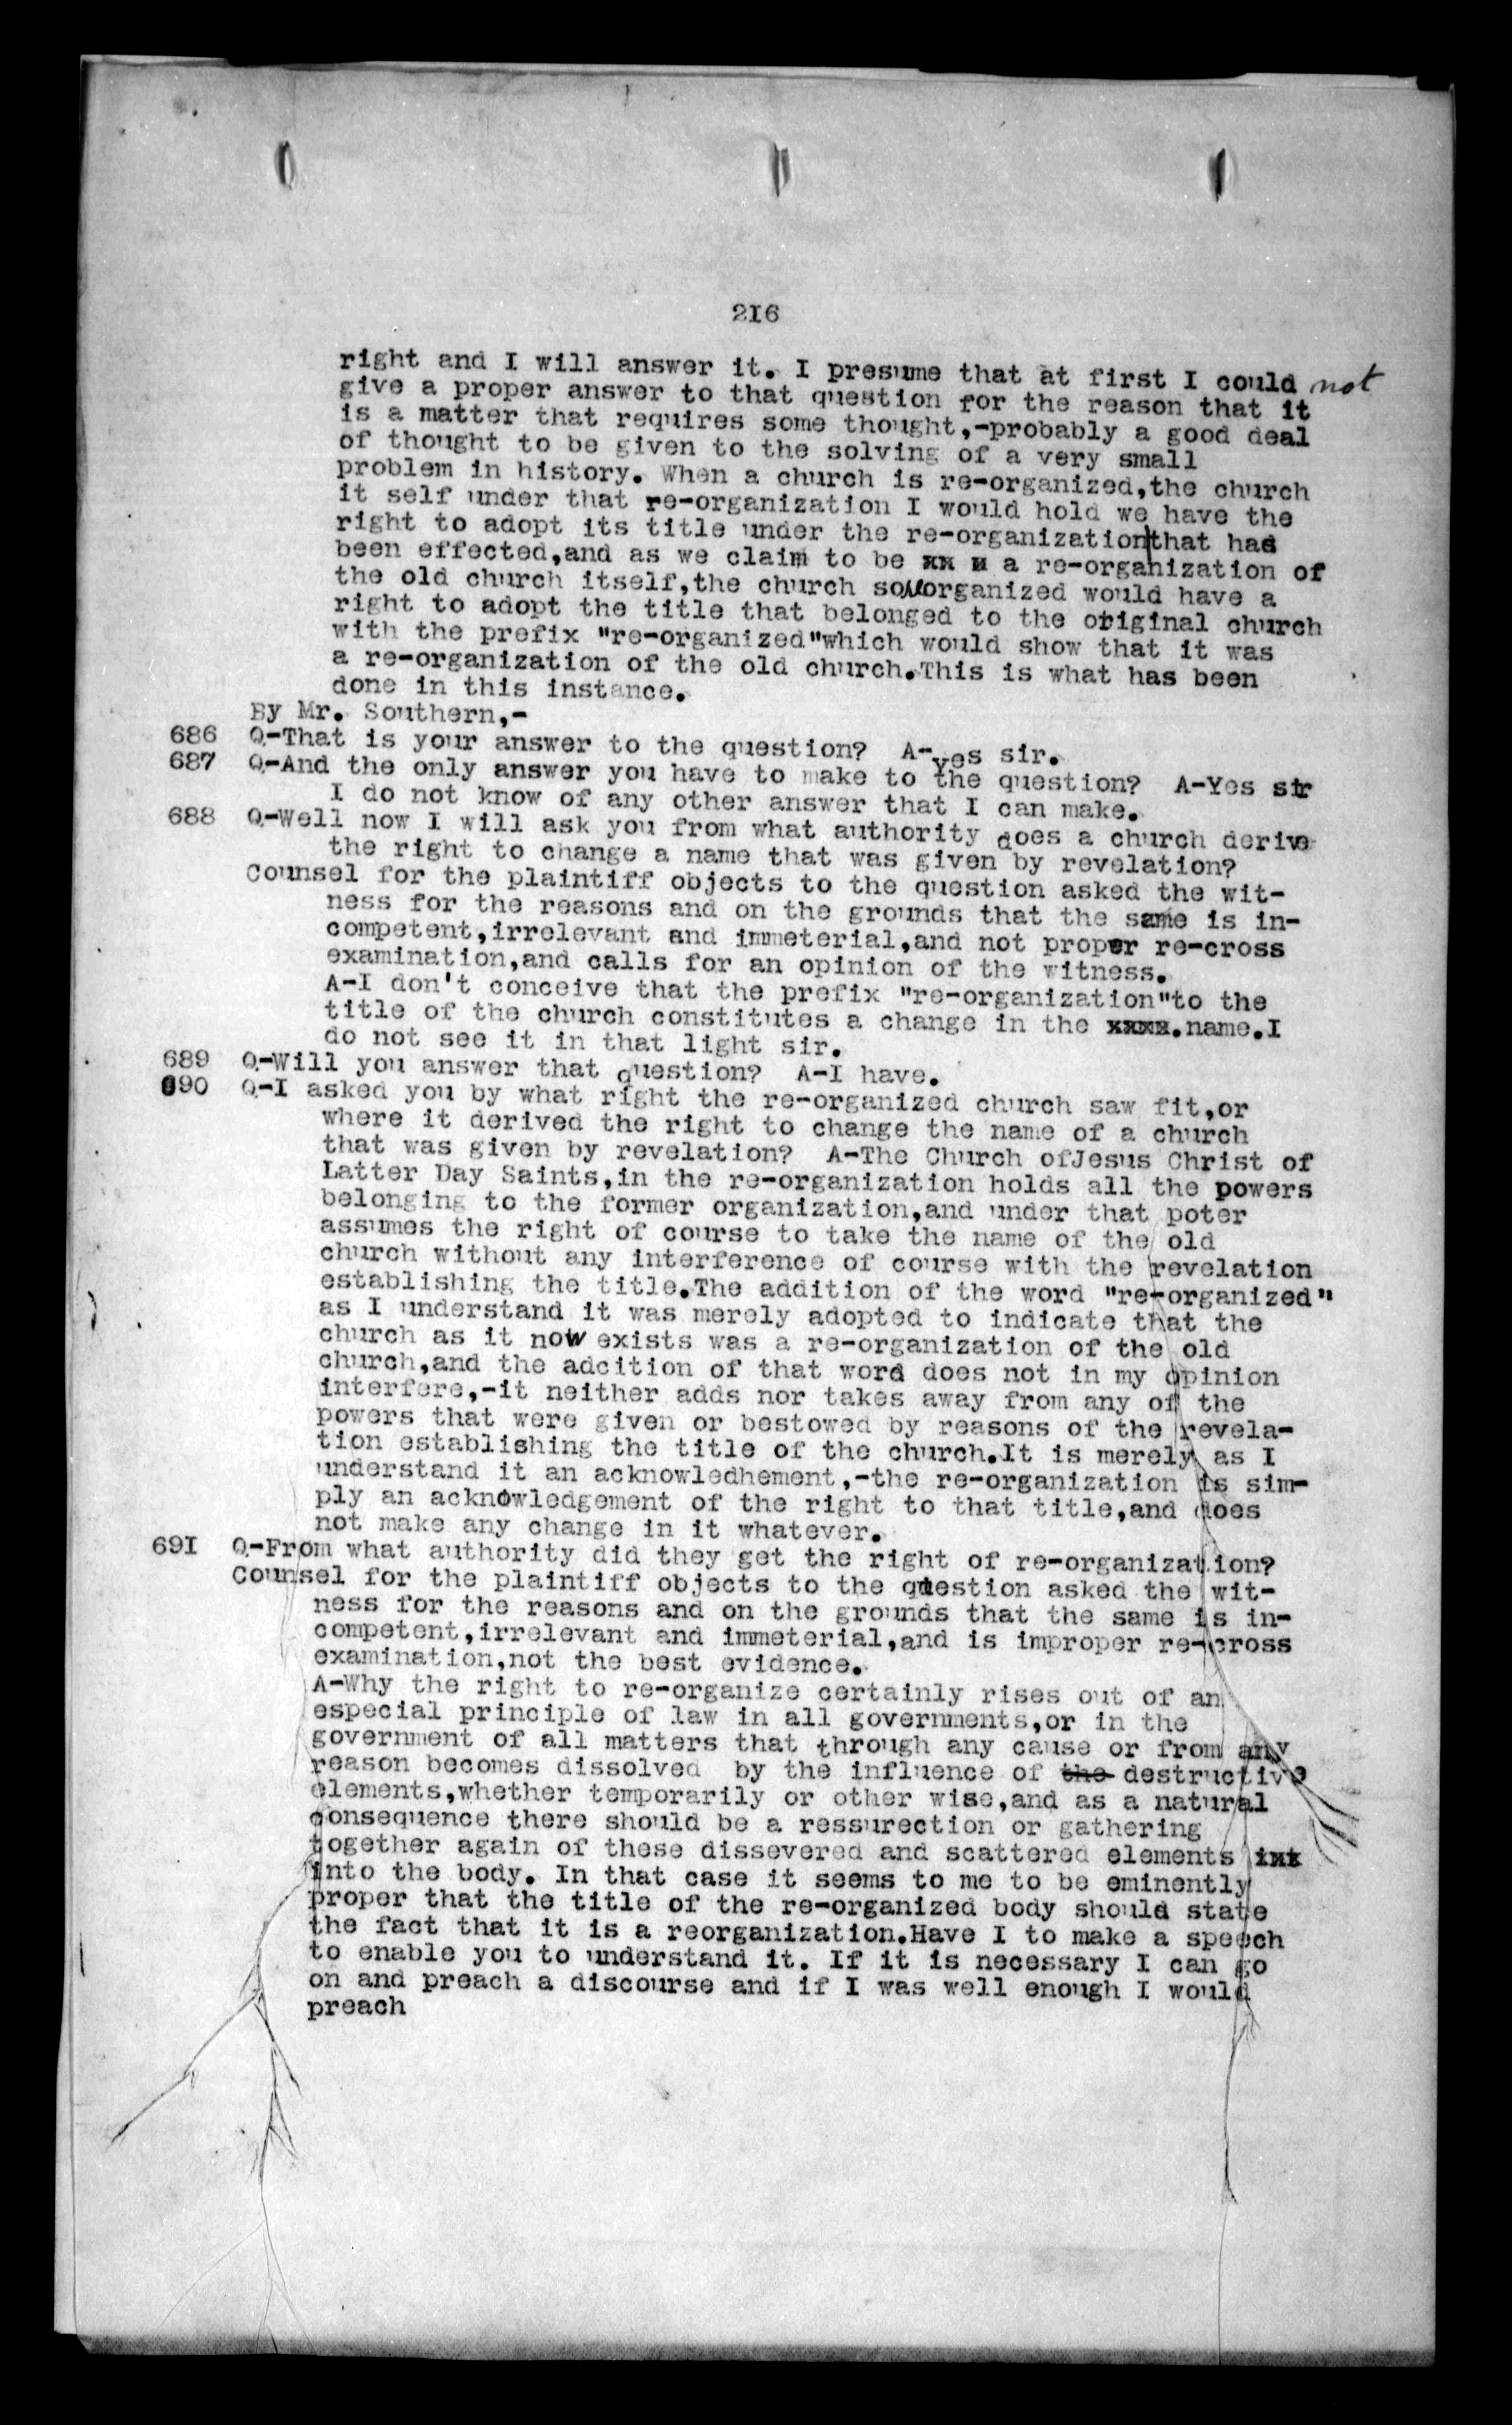 2I6
right and I will answer it. I presume that at first I could not
give a proper answer to that question for the reason that it
is a matter that requires some thought,-probably a good deal
of thought to be given to the solving of a very small
problem in history. When a church is re-organized,the church
it self under that re-organization I would hold we have the
right to adopt its title under the re-organization|that had
been effected,and as we claim to be xx x a re-organization of
the old church itself,the church so organized would have a
right to adopt the title that belonged to the original church
with the prefix "re-organized"which would show that it was
a re-organization of the old church.This is what has been
done in this instance.
By Mr. Southern,-
686 Q-That is your answer to the question? A-yes sir.
687 Q-And the only answer you have to make to the question? A-Yes sir
I do not know of any other answer that I can make.
688 Q-Well now I will ask you from what authority does a church derive
the right to change a name that was given by revelation?
Counsel for the plaintiff objects to the question asked the wit-
ness for the reasons and on the grounds that the same is in-
competent,irrelevant and immeterial,and not proper re-cross
examination,and calls for an opinion of the witness.
A-I don't conceive that the prefix "re-organization"to the
title of the church constitutes a change in the xxxx.name.I
do not see it in that light sir.
689 Q-Will you answer that question? A-I have.
690 Q-I asked you by what right the re-organized church saw fit,or
where it derived the right to change the name of a church
that was given by revelation? A-The Church ofJesus Christ of
Latter Day Saints,in the re-organization holds all the powers
belonging to the former organization,and under that poter
assumes the right of course to take the name of the old
church without any interference of course with the revelation
establishing the title.The addition of the word "re-organized"
as I understand it was merely adopted to indicate that the
church as it now exists was a re-organization of the old
church,and the adcition of that word does not in my opinion
interfere,-it neither adds nor takes away from any of the
powers that were given or bestowed by reasons of the revela-
tion establishing the title of the church.It is merely as I
understand it an acknowledhement,-the re-organization is sim-
ply an acknowledgement of the right to that title,and does
not make any change in it whatever.
69I Q-From what authority did they get the right of re-organization?
Counsel for the plaintiff objects to the question asked the wit-
ness for the reasons and on the grounds that the same is in-
competent,irrelevant and immeterial,and is improper re-cross
examination,not the best evidence.
A-Why the right to re-organize certainly rises out of an
especial principle of law in all governments,or in the
government of all matters that through any cause or from any
reason becomes dissolved by the influence of the destructive
elements,whether temporarily or other wise,and as a natural
consequence there should be a ressurection or gathering
together again of these dissevered and scattered elements ixt
into the body. In that case it seems to me to be eminently
proper that the title of the re-organized body should state
the fact that it is a reorganization.Have I to make a speech
to enable you to understand it. If it is necessary I can go
on and preach a discourse and if I was well enough I would
preach